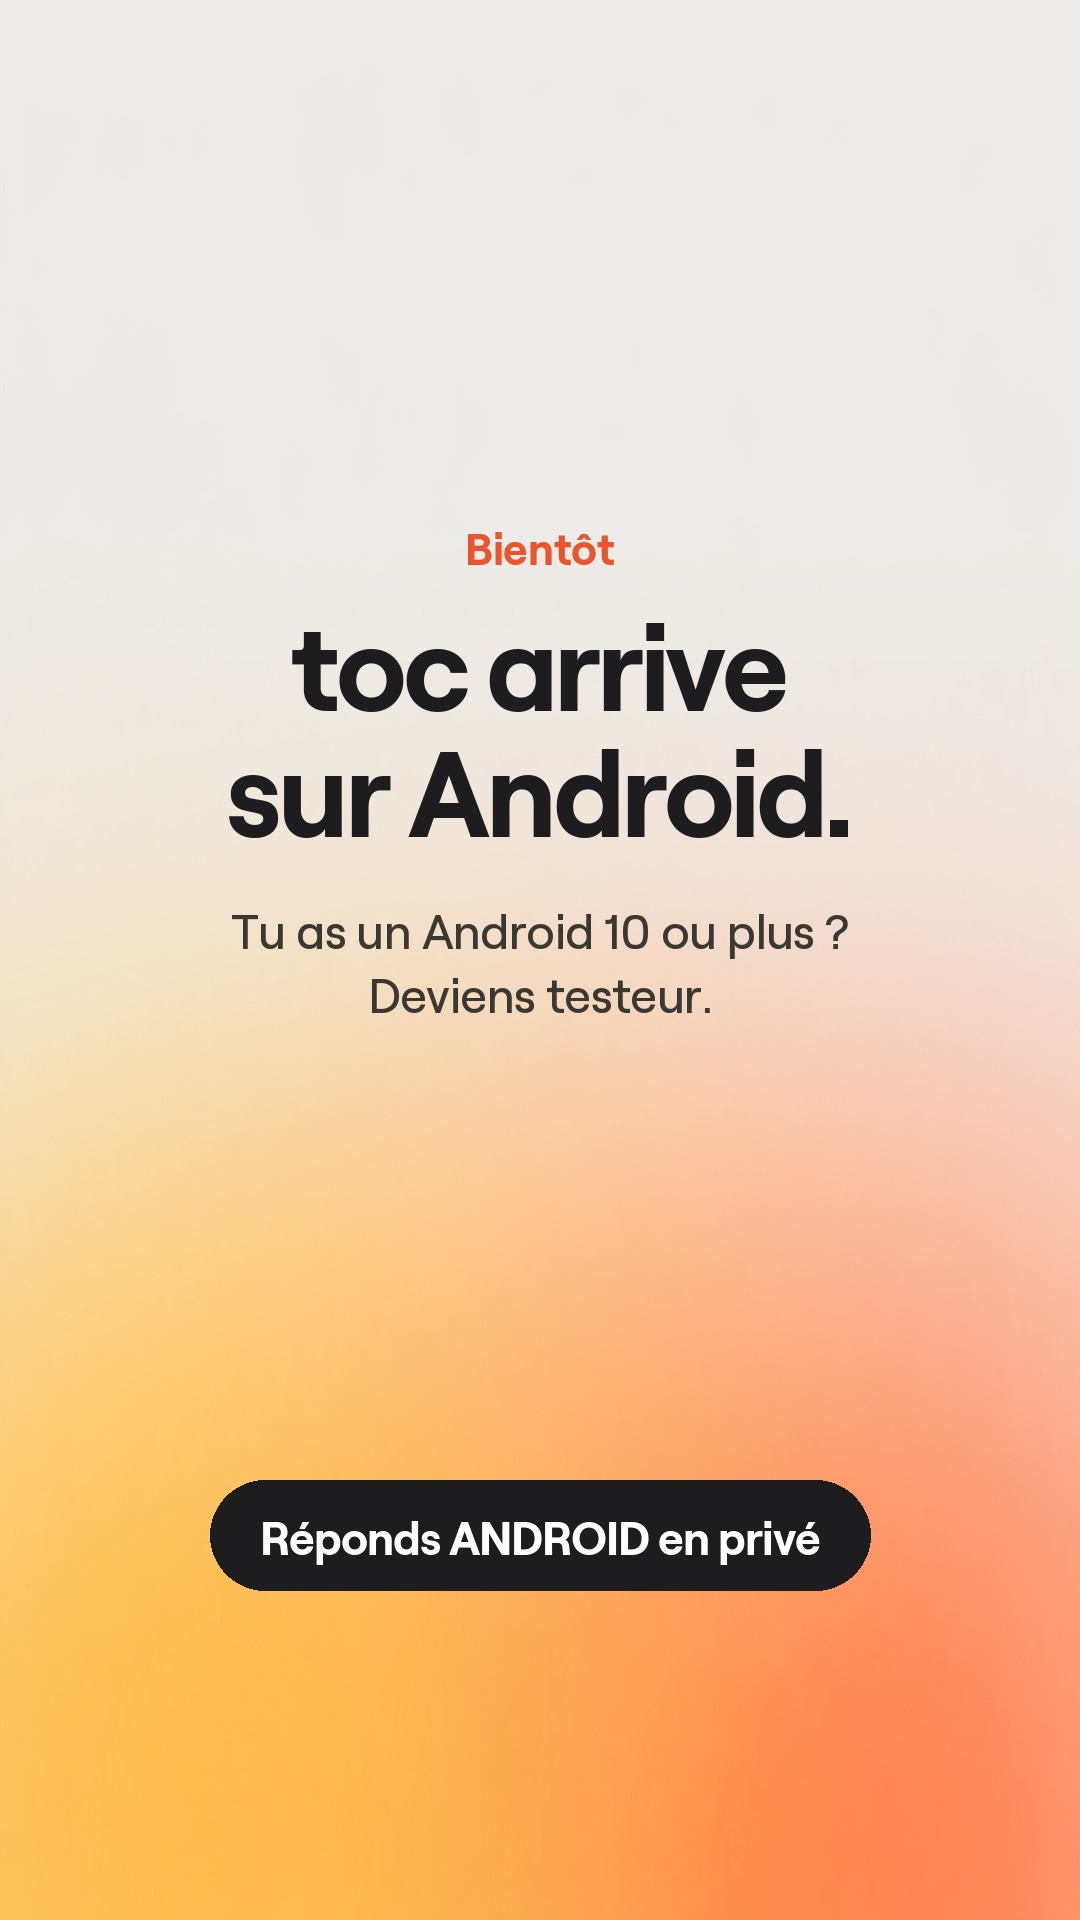 Bientôt
toc arrive
sur Android.
Tu as un Android 10 ou plus ?
Deviens testeur.
Réponds ANDROID en privé